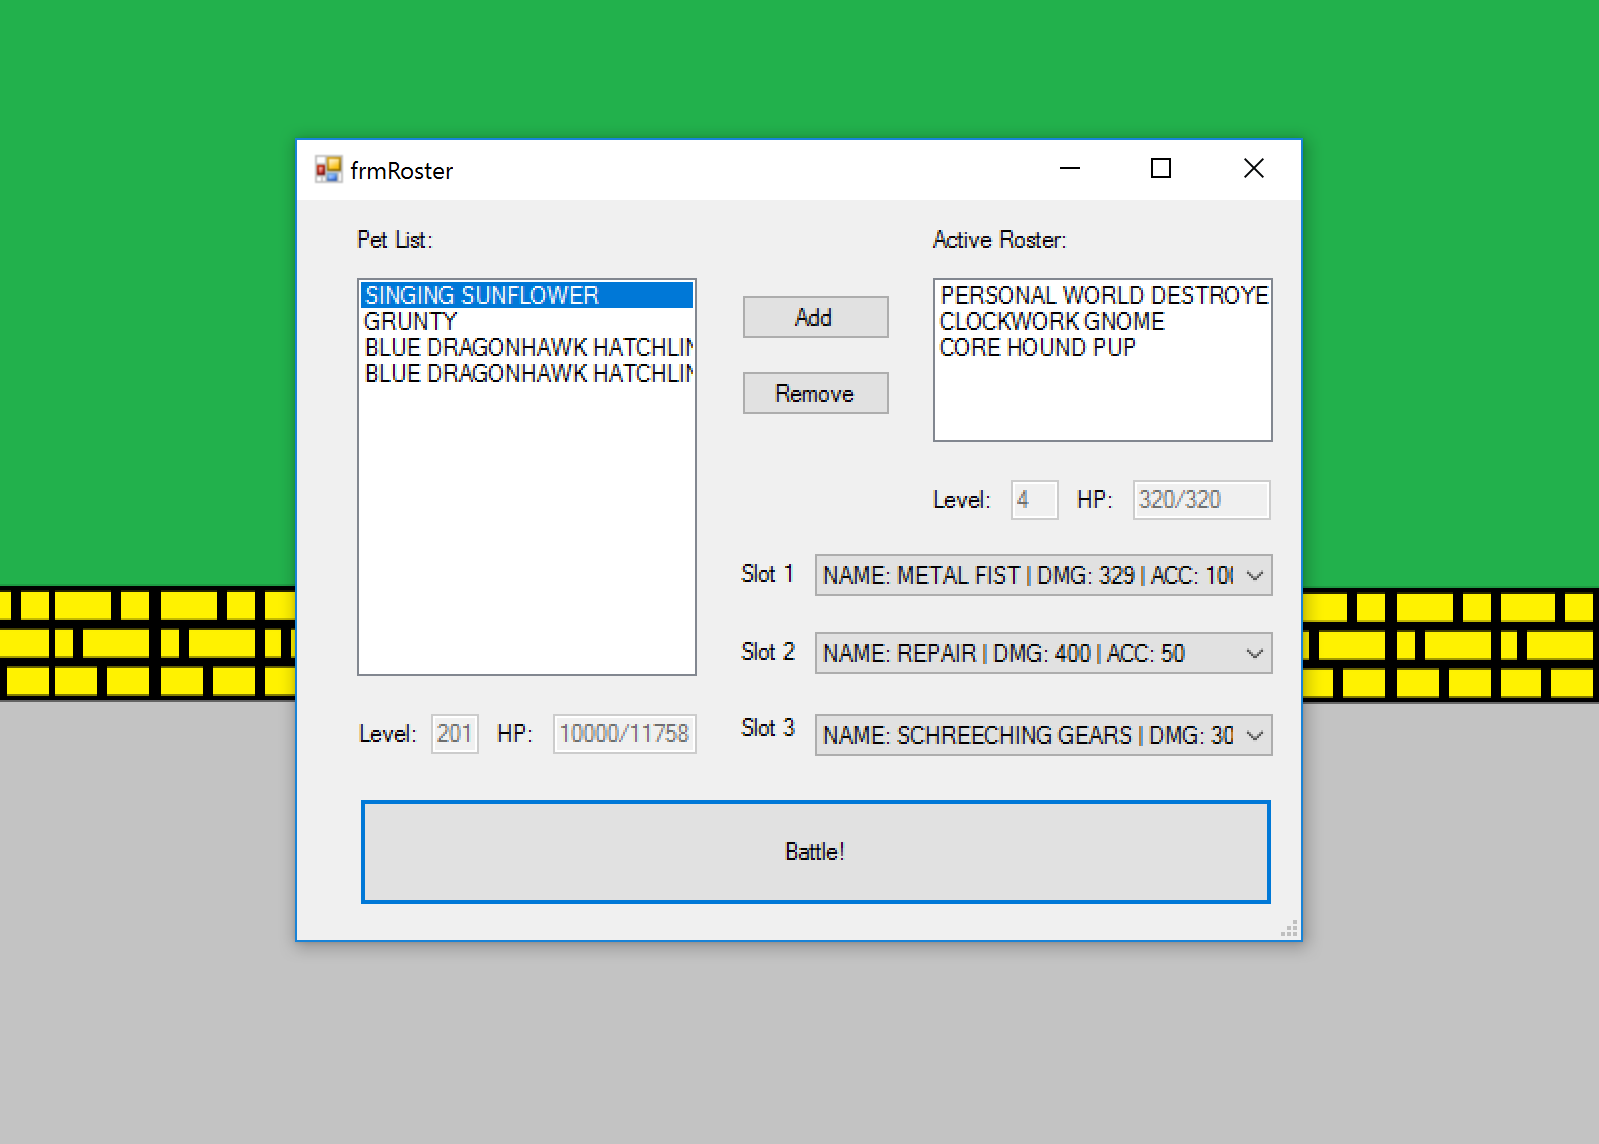 frmRoster
Pet List:
Active Roster:
SINGING SUNFLOWER
GRUNTY
BLUE DRAGONHAWK HATCHLIN
BLUE DRAGONHAWK HATCHLIN
Add
Remove
PERSONAL WORLD DESTROYE
CLOCKWORK GNOME
CORE HOUND PUP
Level: 4 HP: 320/320
Slot 1 NAME: METAL FIST | DMG: 329 | ACC: 100
Slot 2 NAME: REPAIR | DMG: 400 | ACC: 50
Slot 3 NAME: SCHREECHING GEARS | DMG: 30
Level: 201 HP: 10000/11758
Battle!